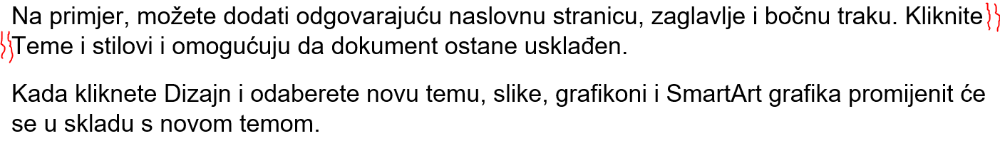 Na primjer, možete dodati odgovarajuću naslovnu stranicu, zaglavlje i bočnu traku. Kliknite
Teme i stilovi i omogućuju da dokument ostane usklađen.
Kada kliknete Dizajn i odaberete novu temu, slike, grafikoni i SmartArt grafika promijenit će
se u skladu s novom temom.